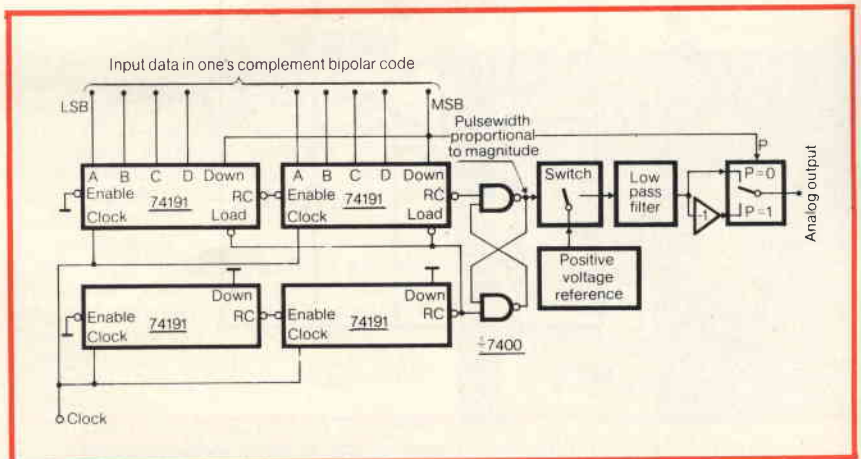 Input data in one's complement bipolar code
LSB
MSB
Pulsewidth
proportional
to magnitude
P
A B C D Down
Enable
RC
Clock
74191
Load
A B C D Down
Enable
RC
Clock
74191
Load
Switch
Low
pass
filter
-1
P=0
P=1
Analog output
Positive
voltage
reference
Down
Enable
RC
Clock
74191
Down
Enable
RC
Clock
74191
½7400
Clock